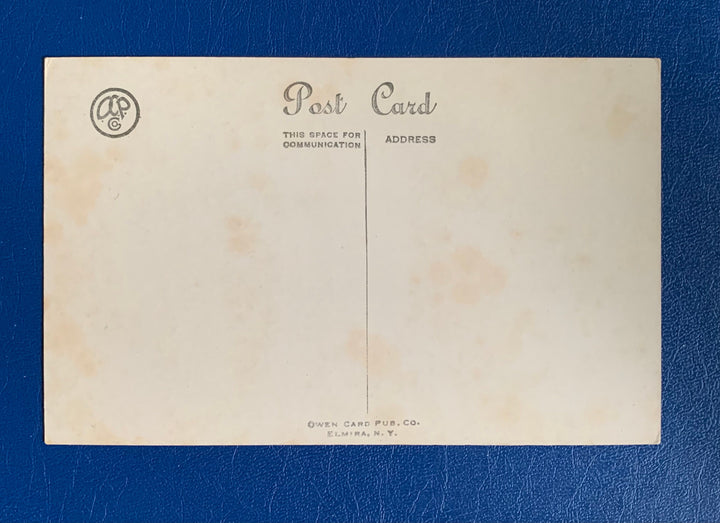 Post Card
THIS SPACE FOR
COMMUNICATION
ADDRESS
OWEN CARD PUB. CO.
ELMIRA, N. Y.